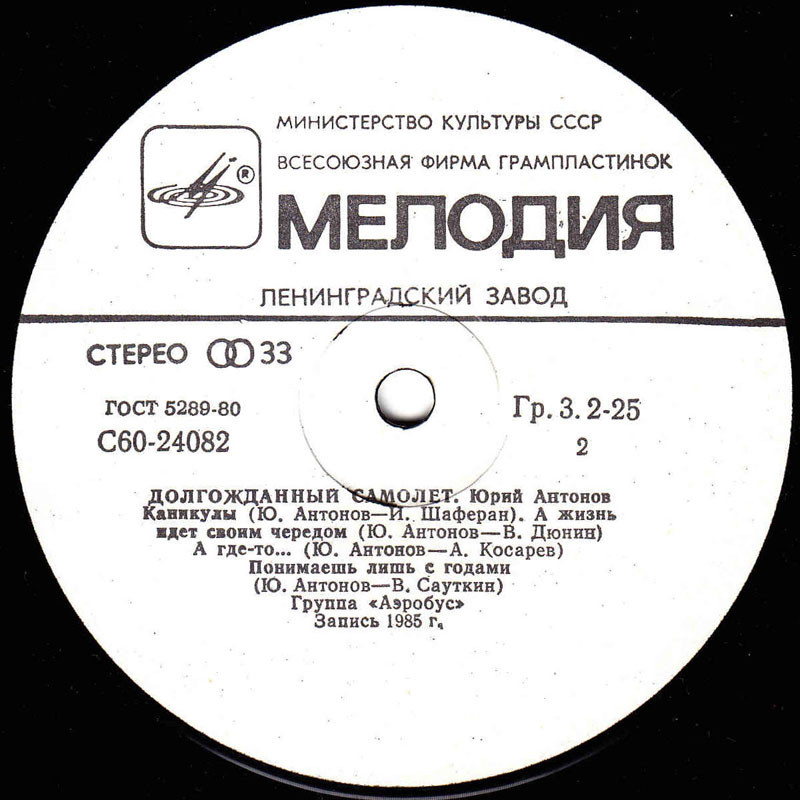 МИНИСТЕРСТВО КУЛЬТУРЫ СССР
ВСЕСОЮЗНАЯ ФИРМА ГРАМПЛАСТИНОК
®
МЕЛОДИЯ
ЛЕНИНГРАДСКИЙ ЗАВОД
СТЕРЕО 33
ГОСТ 5289-80
Гр. 3. 2-25
С60-24082
2
ДОЛГОЖДАННЫЙ САМОЛЕТ. Юрий Антонов
Каникулы (Ю. Антонов—И. Шаферан). А жизнь
идет своим чередом (Ю. Антонов—В. Дюнин)
А где-то... (Ю. Антонов—А. Косарев)
Понимаешь лишь с годами
(Ю. Антонов—В. Сауткин)
Группа «Аэробус»
Запись 1985 г.